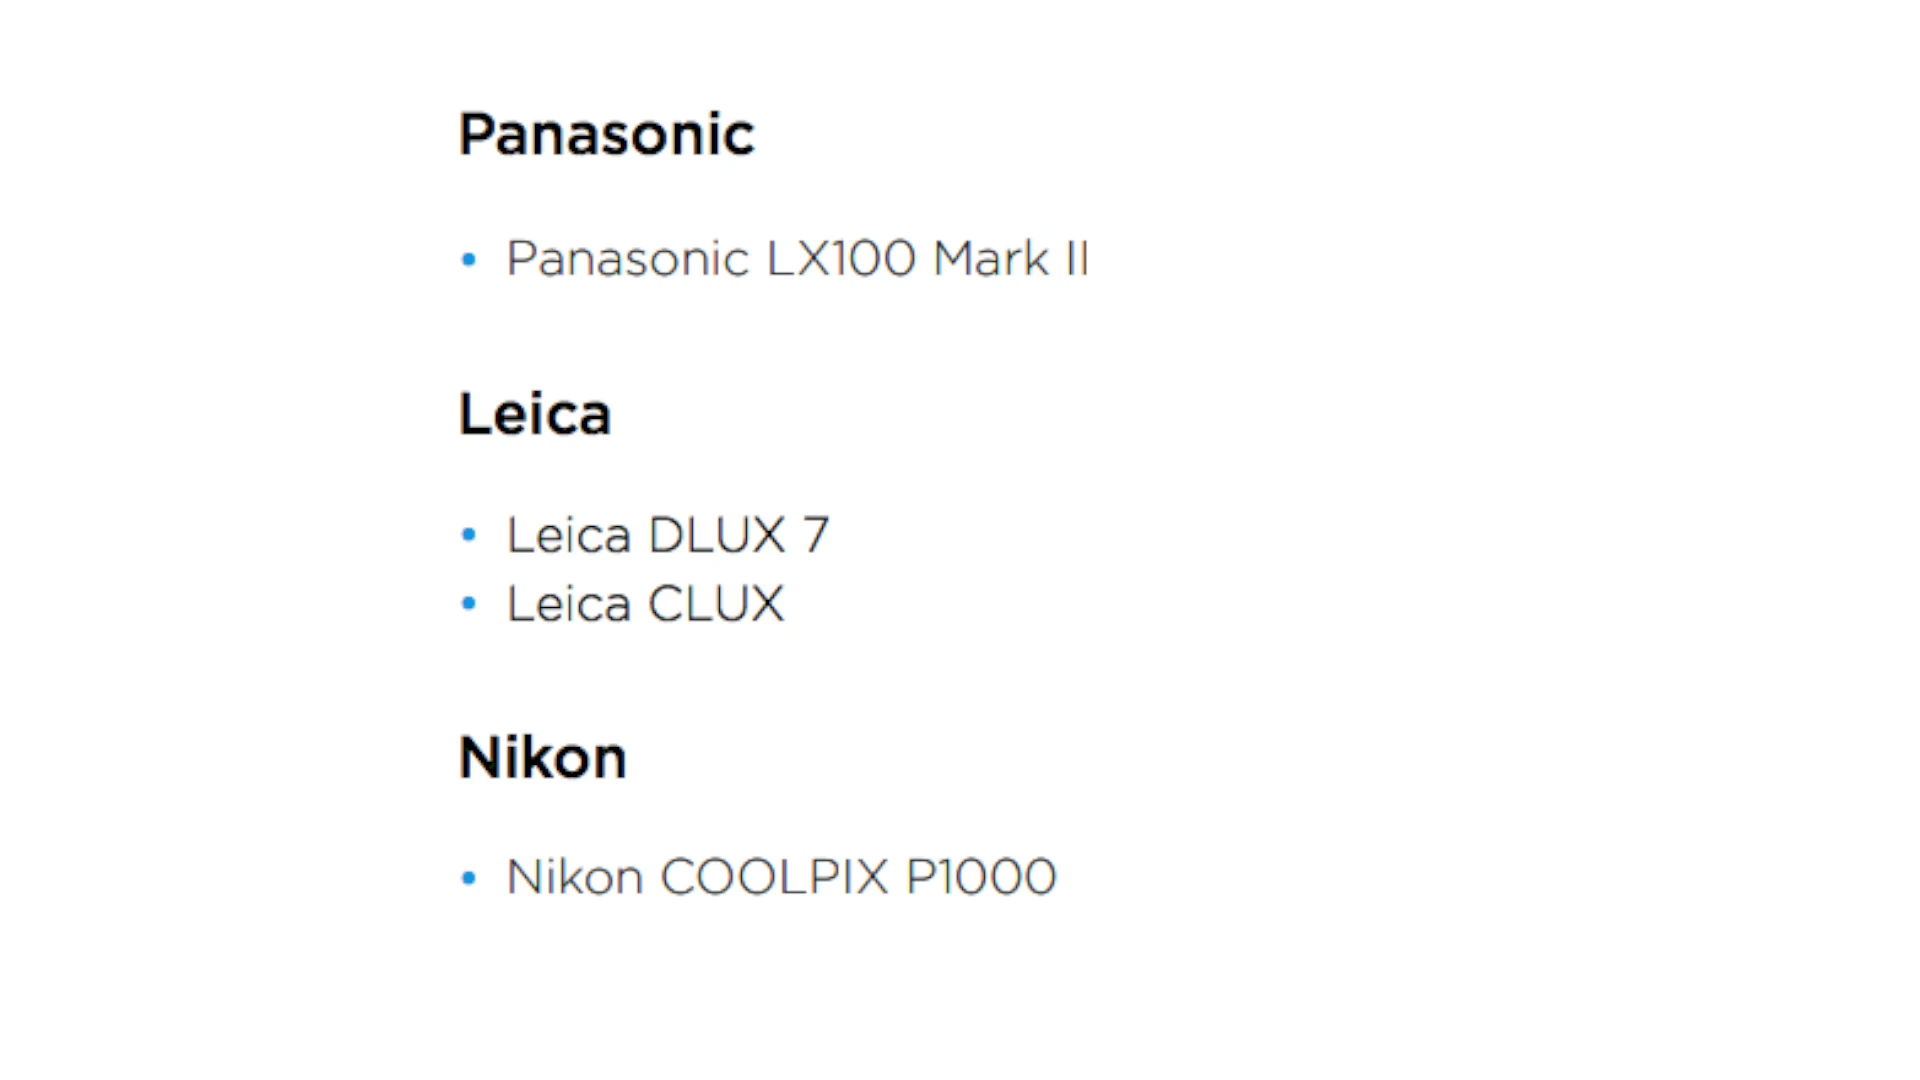 Panasonic
• Panasonic LX100 Mark II
Leica
• Leica DLUX 7
• Leica CLUX
Nikon
• Nikon COOLPIX P1000